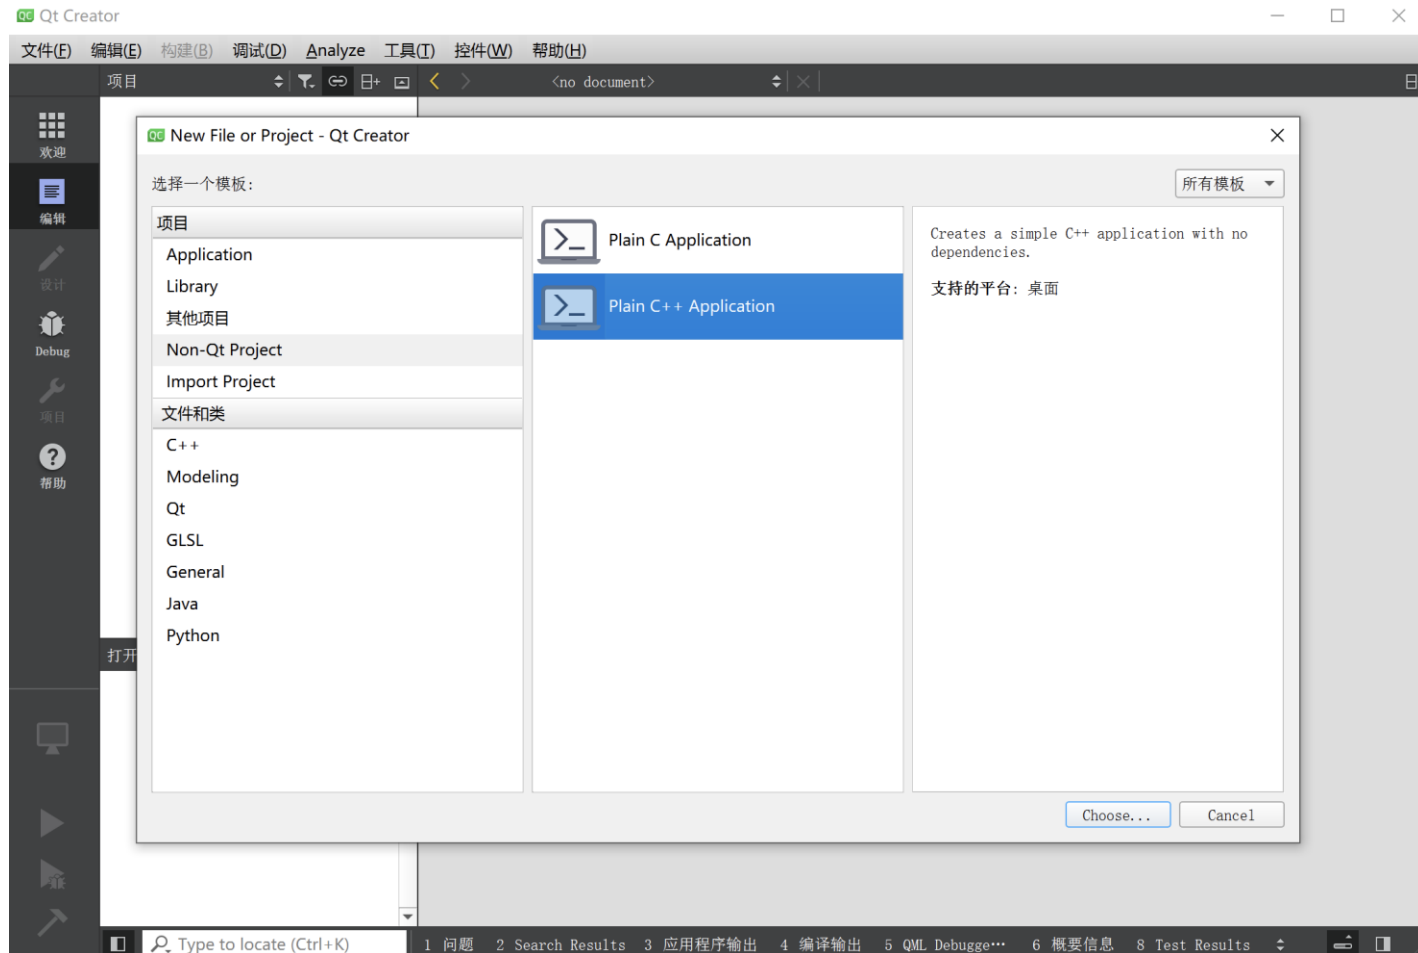 Qt Creator
文件(F) 编辑(E) 构建(B) 调试(D) Analyze 工具(T) 控件(W) 帮助(H)
项目
<no document>
欢迎
编辑
设计
Debug
项目
帮助
打开
New File or Project - Qt Creator
选择一个模板:
所有模板
项目
Application
Library
其他项目
Non-Qt Project
Import Project
文件和类
C++
Modeling
Qt
GLSL
General
Java
Python
Plain C Application
Plain C++ Application
Creates a simple C++ application with no
dependencies.
支持的平台: 桌面
Choose...
Cancel
Type to locate (Ctrl+K)
1 问题 2 Search Results 3 应用程序输出 4 编译输出 5 QML Debugge… 6 概要信息 8 Test Results